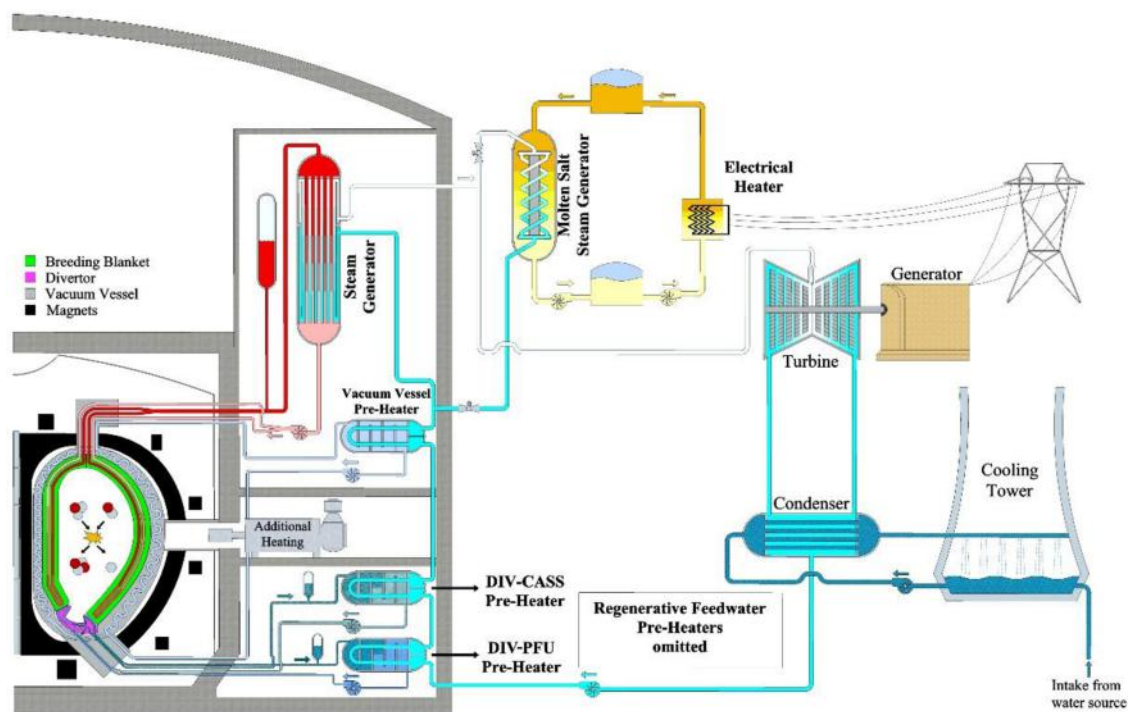 Breeding Blanket
Divertor
Vacuum Vessel
Magnets
Steam
Generator
Molten Salt
Steam Generator
Electrical
Heater
Generator
Turbine
Vacuum Vessel
Pre-Heater
Cooling
Tower
Condenser
Additional
Heating
DIV-CASS
Pre-Heater
DIV-PFU
Pre-Heater
Regenerative Feedwater
Pre-Heaters
omitted
Intake from
water source